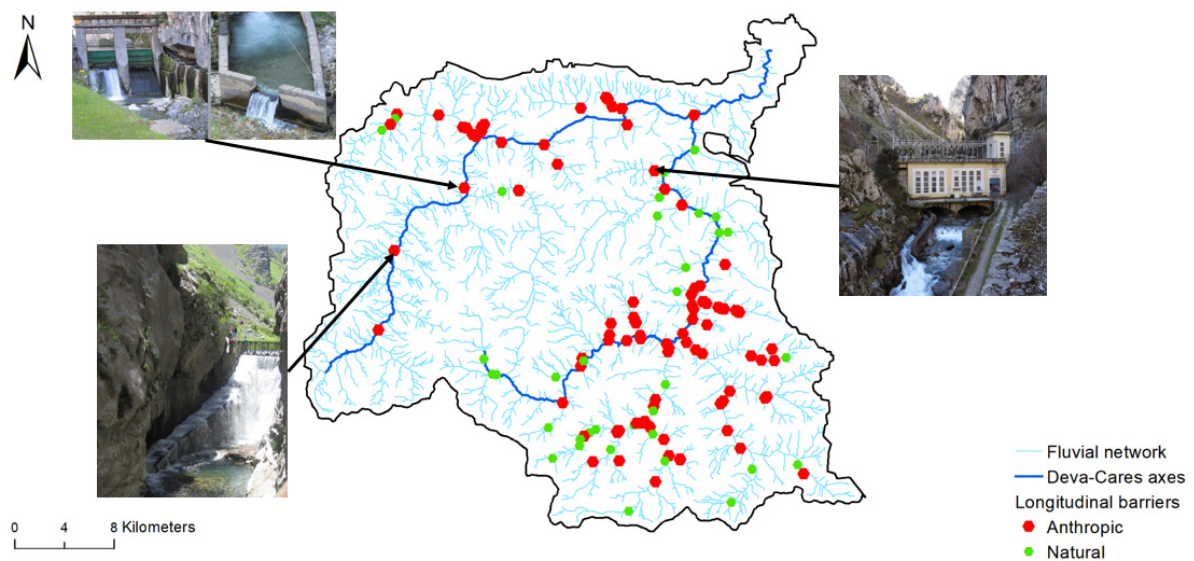 N
0 4 8 Kilometers
Fluvial network
Deva-Cares axes
Longitudinal barriers
Anthropic
Natural